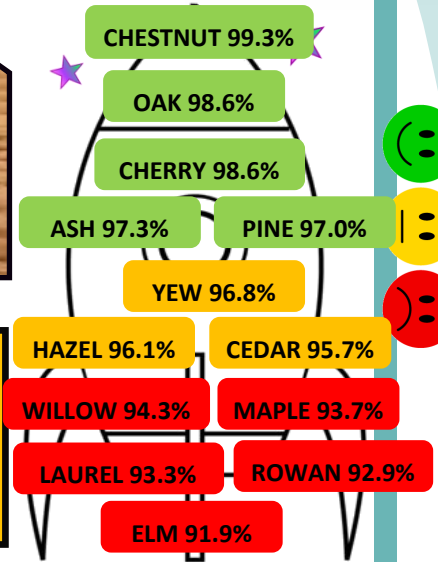 CHESTNUT 99.3%
OAK 98.6%
CHERRY 98.6%
ASH 97.3%
PINE 97.0%
YEW 96.8%
HAZEL 96.1%
CEDAR 95.7%
WILLOW 94.3%
MAPLE 93.7%
LAUREL 93.3%
ROWAN 92.9%
ELM 91.9%